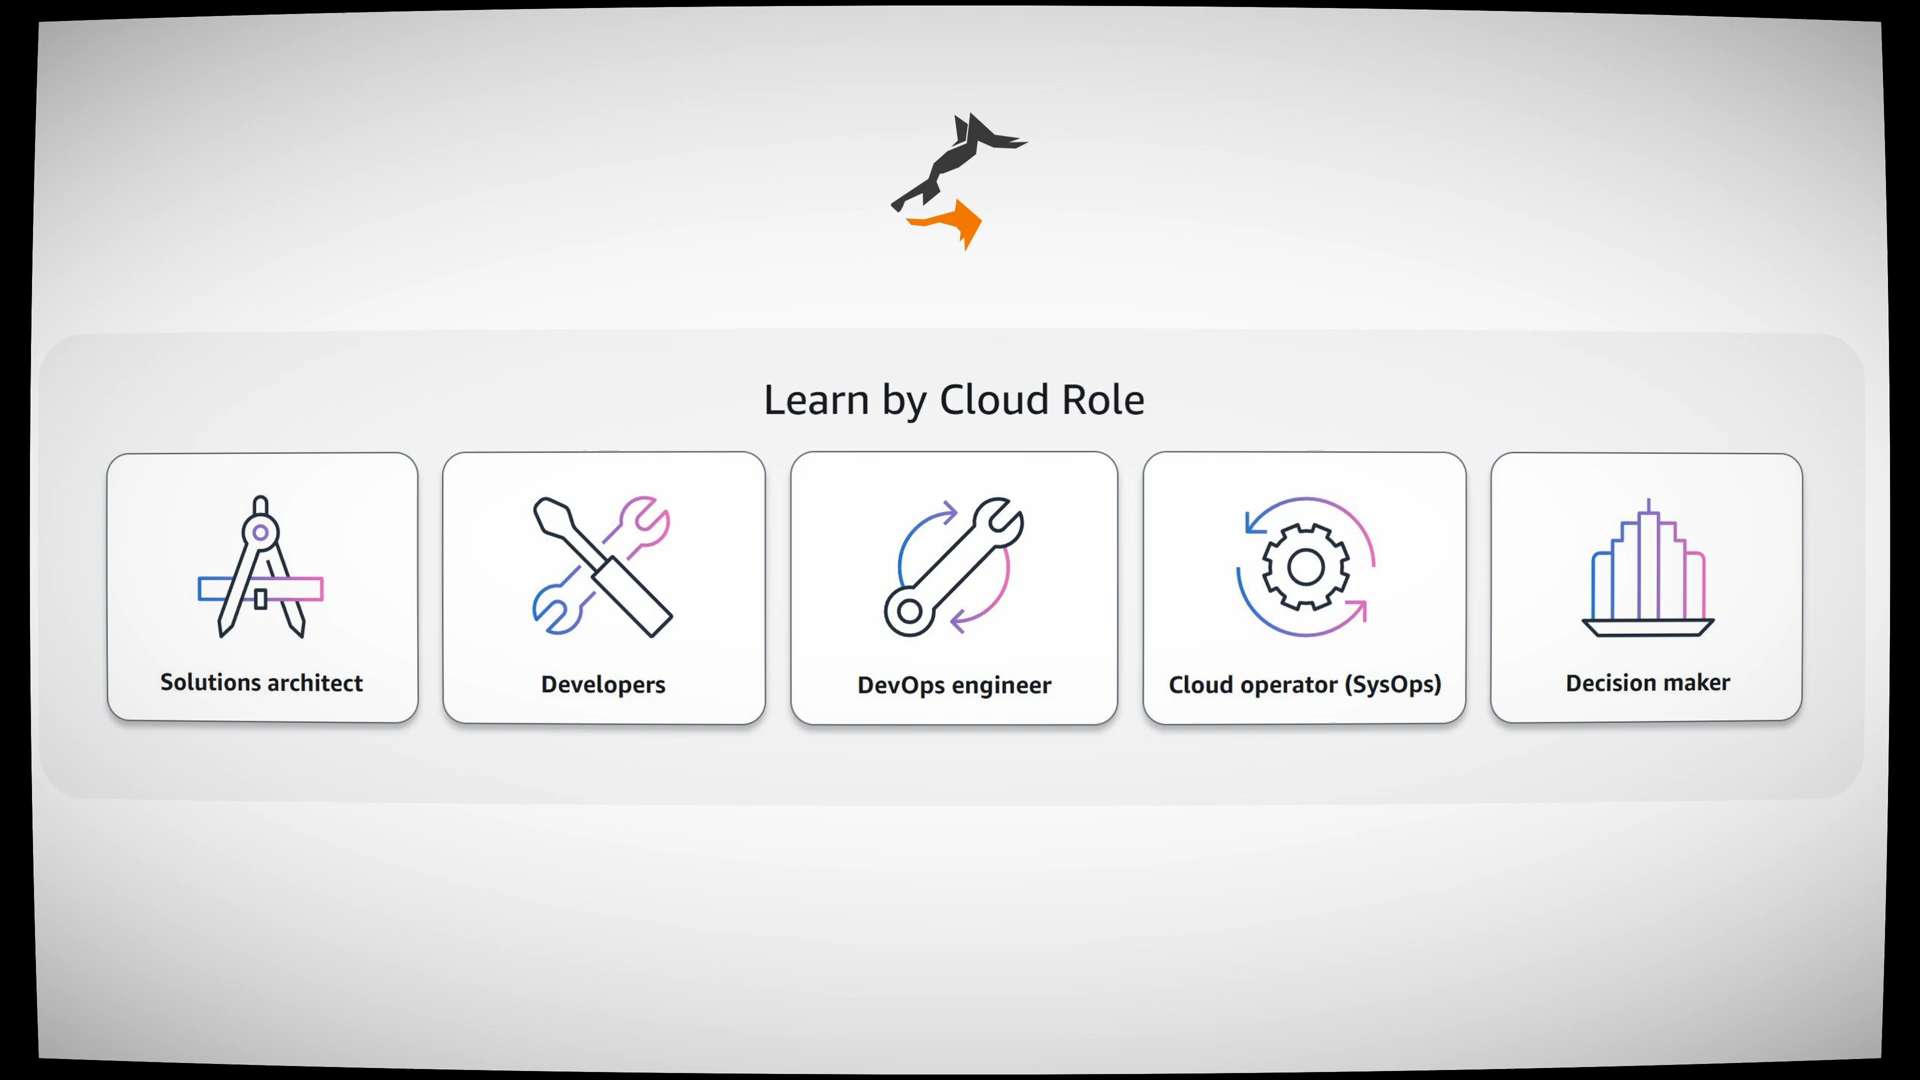 Learn by Cloud Role
Solutions architect
Developers
DevOps engineer
Cloud operator (SysOps)
Decision maker